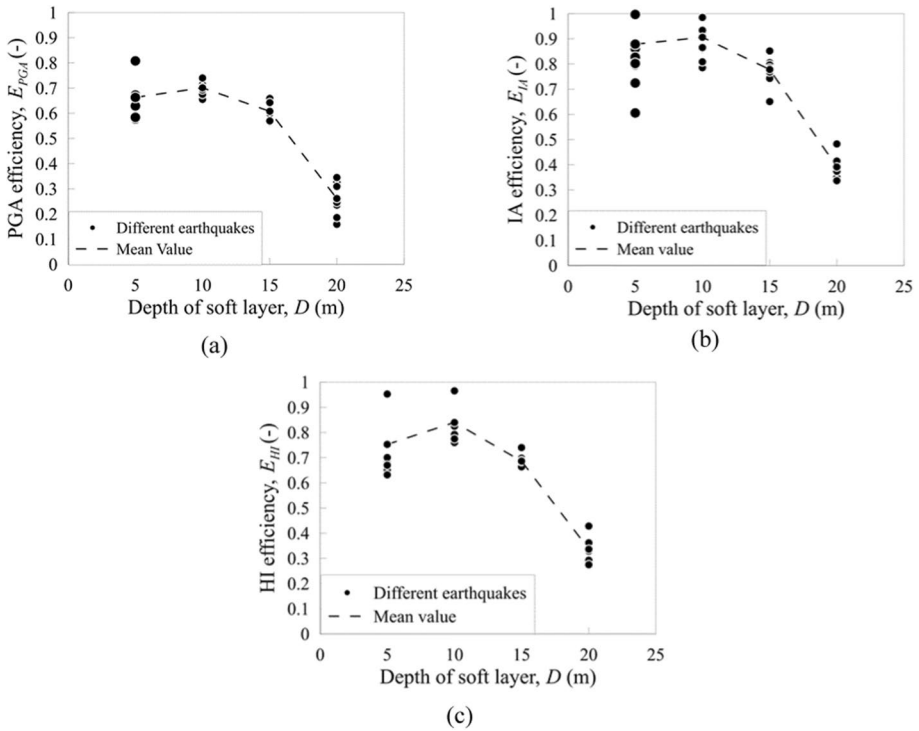 PGA efficiency, E_PGA (-)
1
0.9
0.8
0.7
0.6
0.5
0.4
0.3
0.2
0.1
0
Different earthquakes
Mean Value
0 5 10 15 20 25
Depth of soft layer, D (m)
(a)
IA efficiency, E_IA (-)
1
0.9
0.8
0.7
0.6
0.5
0.4
0.3
0.2
0.1
0
Different earthquakes
Mean Value
0 5 10 15 20 25
Depth of soft layer, D (m)
(b)
HI efficiency, E_HI (-)
1
0.9
0.8
0.7
0.6
0.5
0.4
0.3
0.2
0.1
0
Different earthquakes
Mean value
0 5 10 15 20 25
Depth of soft layer, D (m)
(c)